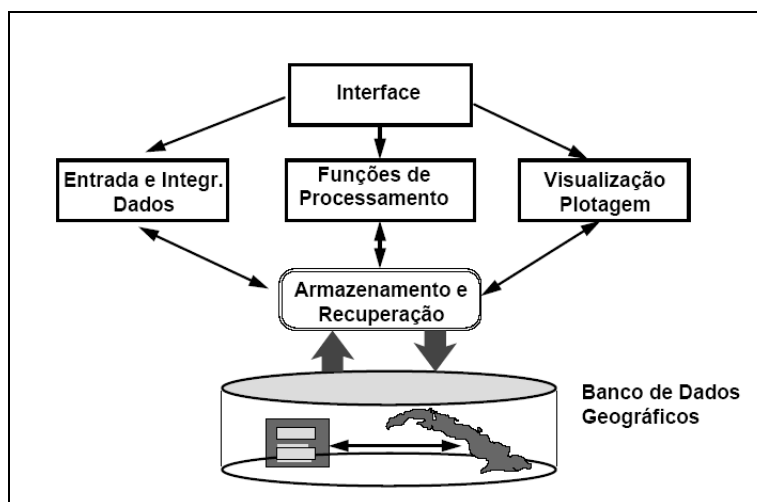 Interface
Entrada e Integr.
Dados
Funções de
Processamento
Visualização
Plotagem
Armazenamento e
Recuperação
Banco de Dados
Geográficos